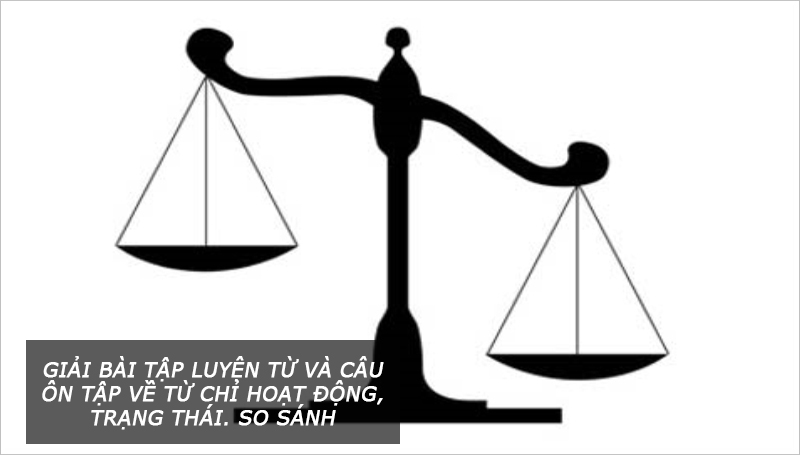 GIẢI BÀI TẬP LUYỆN TỪ VÀ CÂU
ÔN TẬP VỀ TỪ CHỈ HOẠT ĐỘNG,
TRẠNG THÁI. SO SÁNH